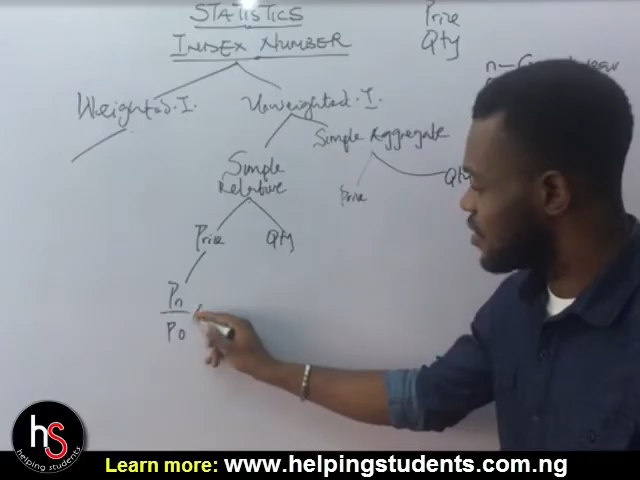 STATISTICS
INDEX NUMBER
Price
Qty
Weighted.I.
Unweighted.I.
Simple Aggregate
Simple
Relative
Price
Qty
Price
Qty
Pn
Po
hs
helping students
Learn more: www.helpingstudents.com.ng